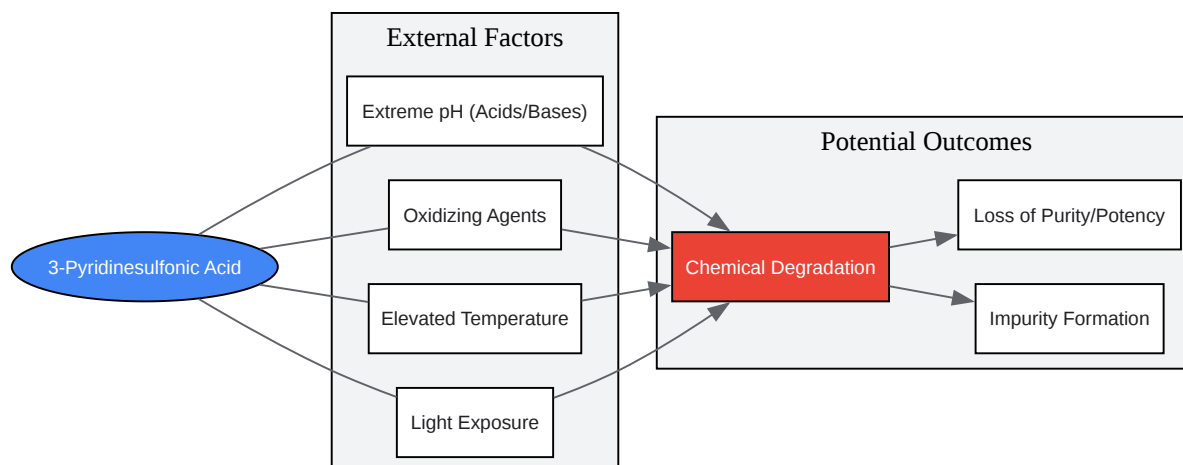 External Factors
Extreme pH (Acids/Bases)
Oxidizing Agents
Elevated Temperature
Light Exposure
3-Pyridinesulfonic Acid
Potential Outcomes
Chemical Degradation
Loss of Purity/Potency
Impurity Formation